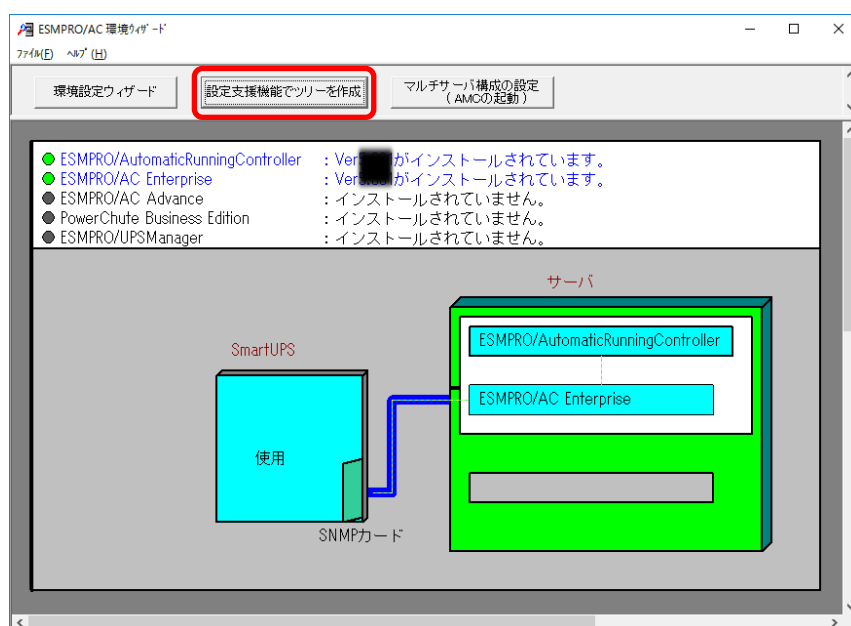 ESMPRO/AC 環境ｳｨｻﾞｰﾄﾞ
ﾌｧｲﾙ(F) ﾍﾙﾌﾟ(H)
環境設定ウィザード 設定支援機能でツリーを作成 マルチサーバ構成の設定
(AMCの起動)
ESMPRO/AutomaticRunningController : Ver がインストールされています。
ESMPRO/AC Enterprise : Ver がインストールされています。
ESMPRO/AC Advance : インストールされていません。
PowerChute Business Edition : インストールされていません。
ESMPRO/UPSManager : インストールされていません。
サーバ
ESMPRO/AutomaticRunningController
SmartUPS
ESMPRO/AC Enterprise
使用
SNMPカード